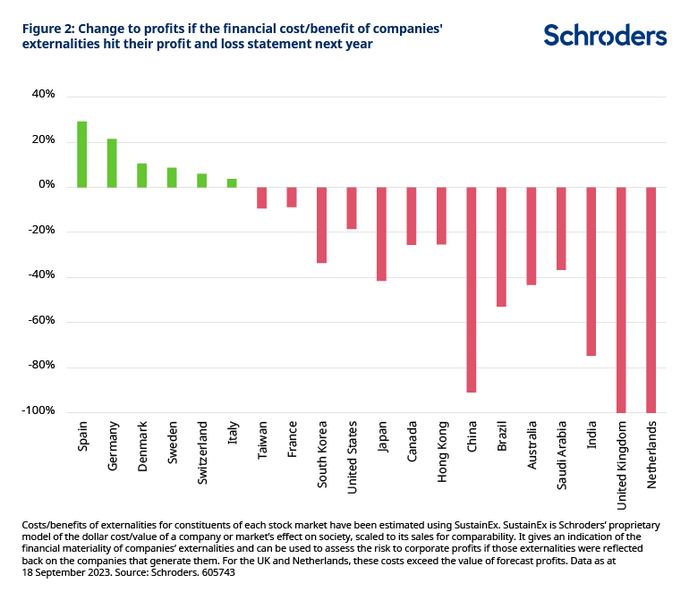 Figure 2: Change to profits if the financial cost/benefit of companies'
externalities hit their profit and loss statement next year
Schroders
40%
20%
0%
-20%
-40%
-60%
-80%
-100%
Spain
Germany
Denmark
Sweden
Switzerland
Italy
Taiwan
France
South Korea
United States
Japan
Canada
Hong Kong
China
Brazil
Australia
Saudi Arabia
India
United Kingdom
Netherlands
Costs/benefits of externalities for constituents of each stock market have been estimated using SustainEx. SustainEx is Schroders' proprietary
model of the dollar cost/value of a company or market's effect on society, scaled to its sales for comparability. It gives an indication of the
financial materiality of companies' externalities and can be used to assess the risk to corporate profits if those externalities were reflected
back on the companies that generate them. For the UK and Netherlands, these costs exceed the value of forecast profits. Data as at
18 September 2023. Source: Schroders. 605743